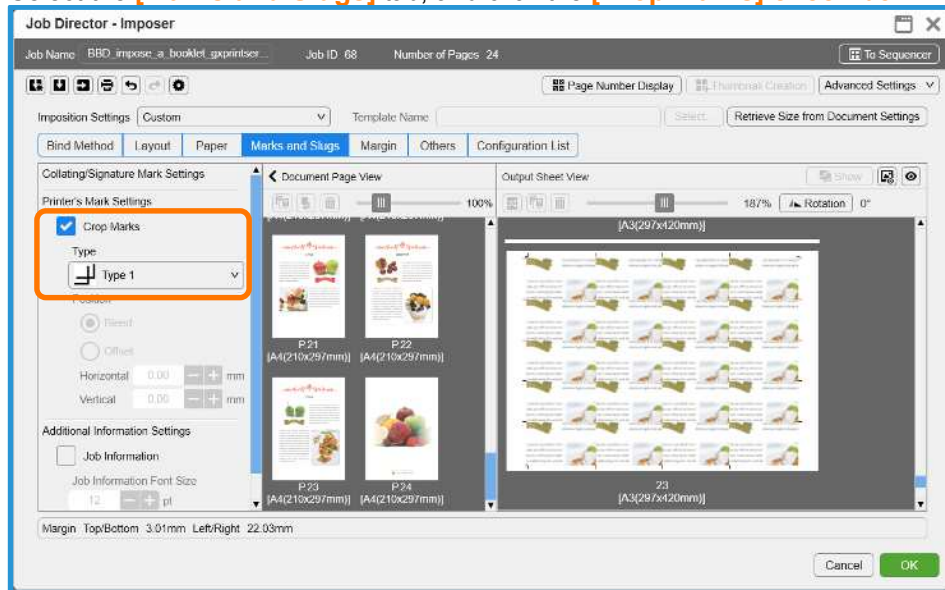 Job Director - Imposer
Job Name BBD_impose_a_booklet_gxprintser... Job ID 68 Number of Pages 24 To Sequencer
Page Number Display Thumbnail Creation Advanced Settings
Imposition Settings Custom Template Name Select... Retrieve Size from Document Settings
Bind Method Layout Paper Marks and Slugs Margin Others Configuration List
Collating/Signature Mark Settings Document Page View Output Sheet View Show
Printer's Mark Settings 100% 187% Rotation 0°
Crop Marks [A3(297x420mm)]
Type
Type 1
Position
Bleed
Offset
P.21 P.22
[A4(210x297mm)] [A4(210x297mm)]
Horizontal 0.00 mm
Vertical 0.00 mm
Additional Information Settings
Job Information
Job Information Font Size
12 pt
P.23 P.24 23
[A4(210x297mm)] [A4(210x297mm)] [A3(297x420mm)]
Margin Top/Bottom 3.01mm Left/Right 22.03mm
Cancel OK